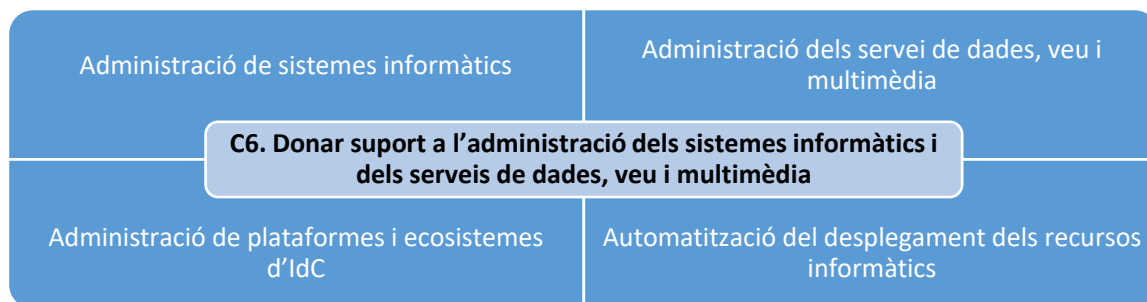 Administració de sistemes informàtics
Administració dels servei de dades, veu i
multimèdia
C6. Donar suport a l’administració dels sistemes informàtics i
dels serveis de dades, veu i multimèdia
Administració de plataformes i ecosistemes
d’IdC
Automatització del desplegament dels recursos
informàtics